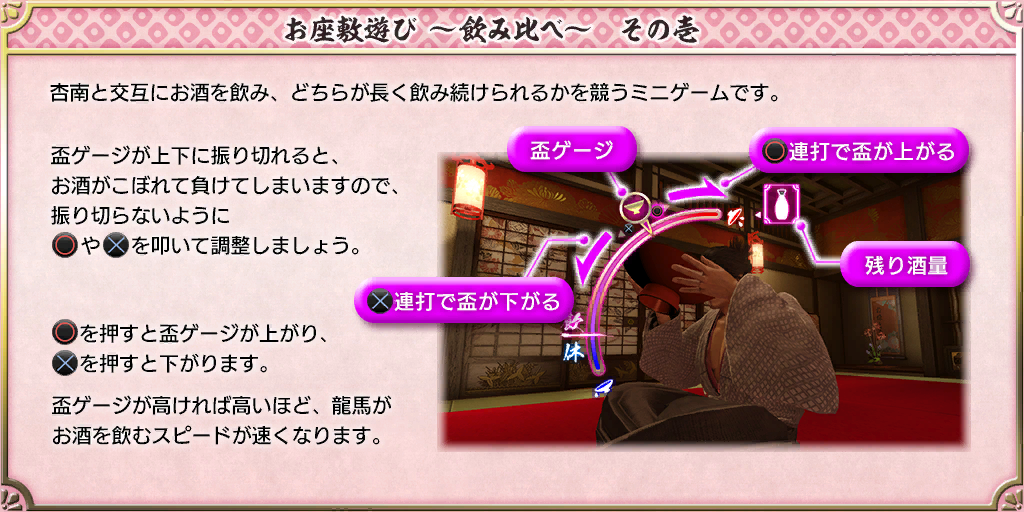 お座敷遊び ～飲み比べ～　その壱
杏南と交互にお酒を飲み、どちらが長く飲み続けられるかを競うミニゲームです。
盃ゲージが上下に振り切れると、
お酒がこぼれて負けてしまいますので、
振り切らないように
○や×を叩いて調整しましょう。
○を押すと盃ゲージが上がり、
×を押すと下がります。
盃ゲージが高ければ高いほど、龍馬が
お酒を飲むスピードが速くなります。
盃ゲージ
○連打で盃が上がる
残り酒量
×連打で盃が下がる
休